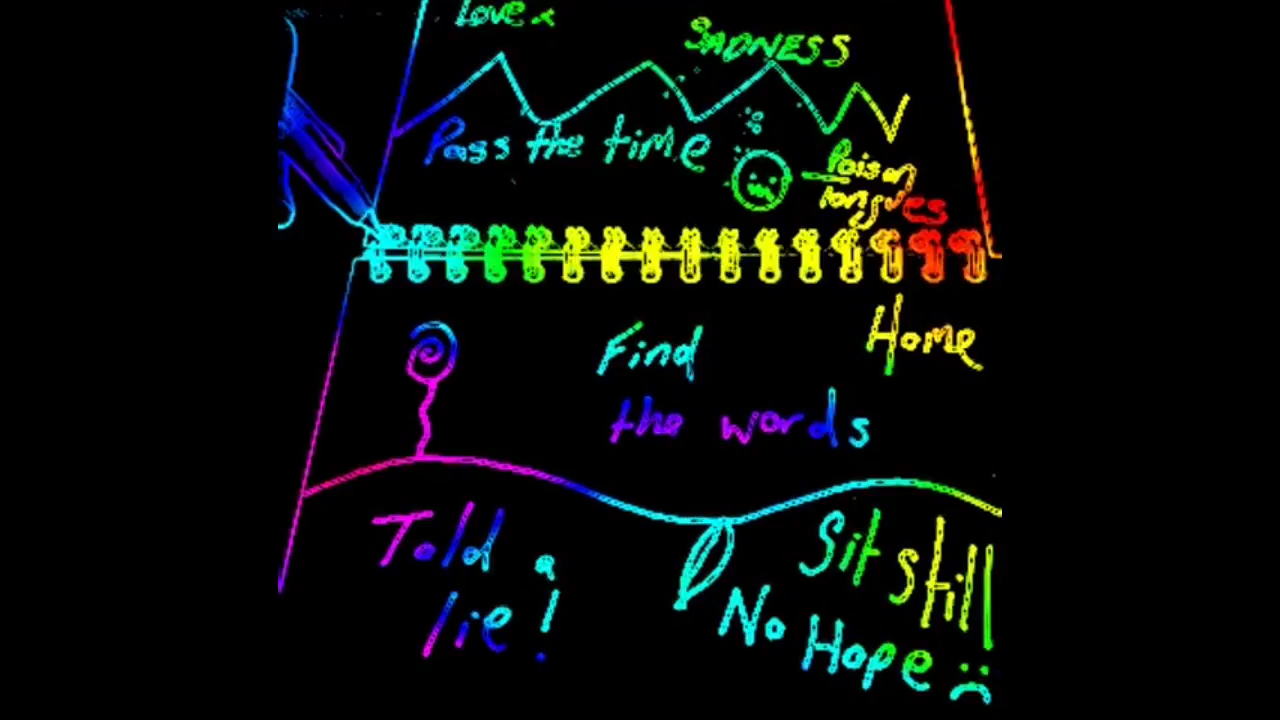 Love x
SADNESS
Pass the time
Poison
tongues
Home
Find
the words
Told a
lie!
Sit still
No Hope